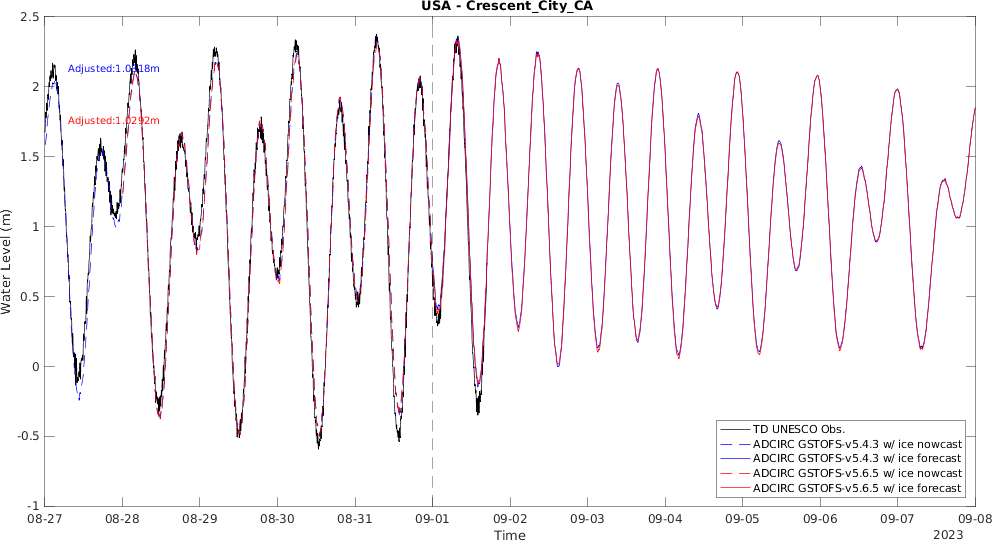 USA - Crescent_City_CA
2.5
2
1.5
1
0.5
0
-0.5
-1
Water Level (m)
Adjusted:1.0292m
TD UNESCO Obs.
ADCIRC GSTOFS-v5.4.3 w/ ice nowcast
ADCIRC GSTOFS-v5.4.3 w/ ice forecast
ADCIRC GSTOFS-v5.6.5 w/ ice nowcast
ADCIRC GSTOFS-v5.6.5 w/ ice forecast
08-27 08-28 08-29 08-30 08-31 09-01 09-02 09-03 09-04 09-05 09-06 09-07 09-08
Time
2023